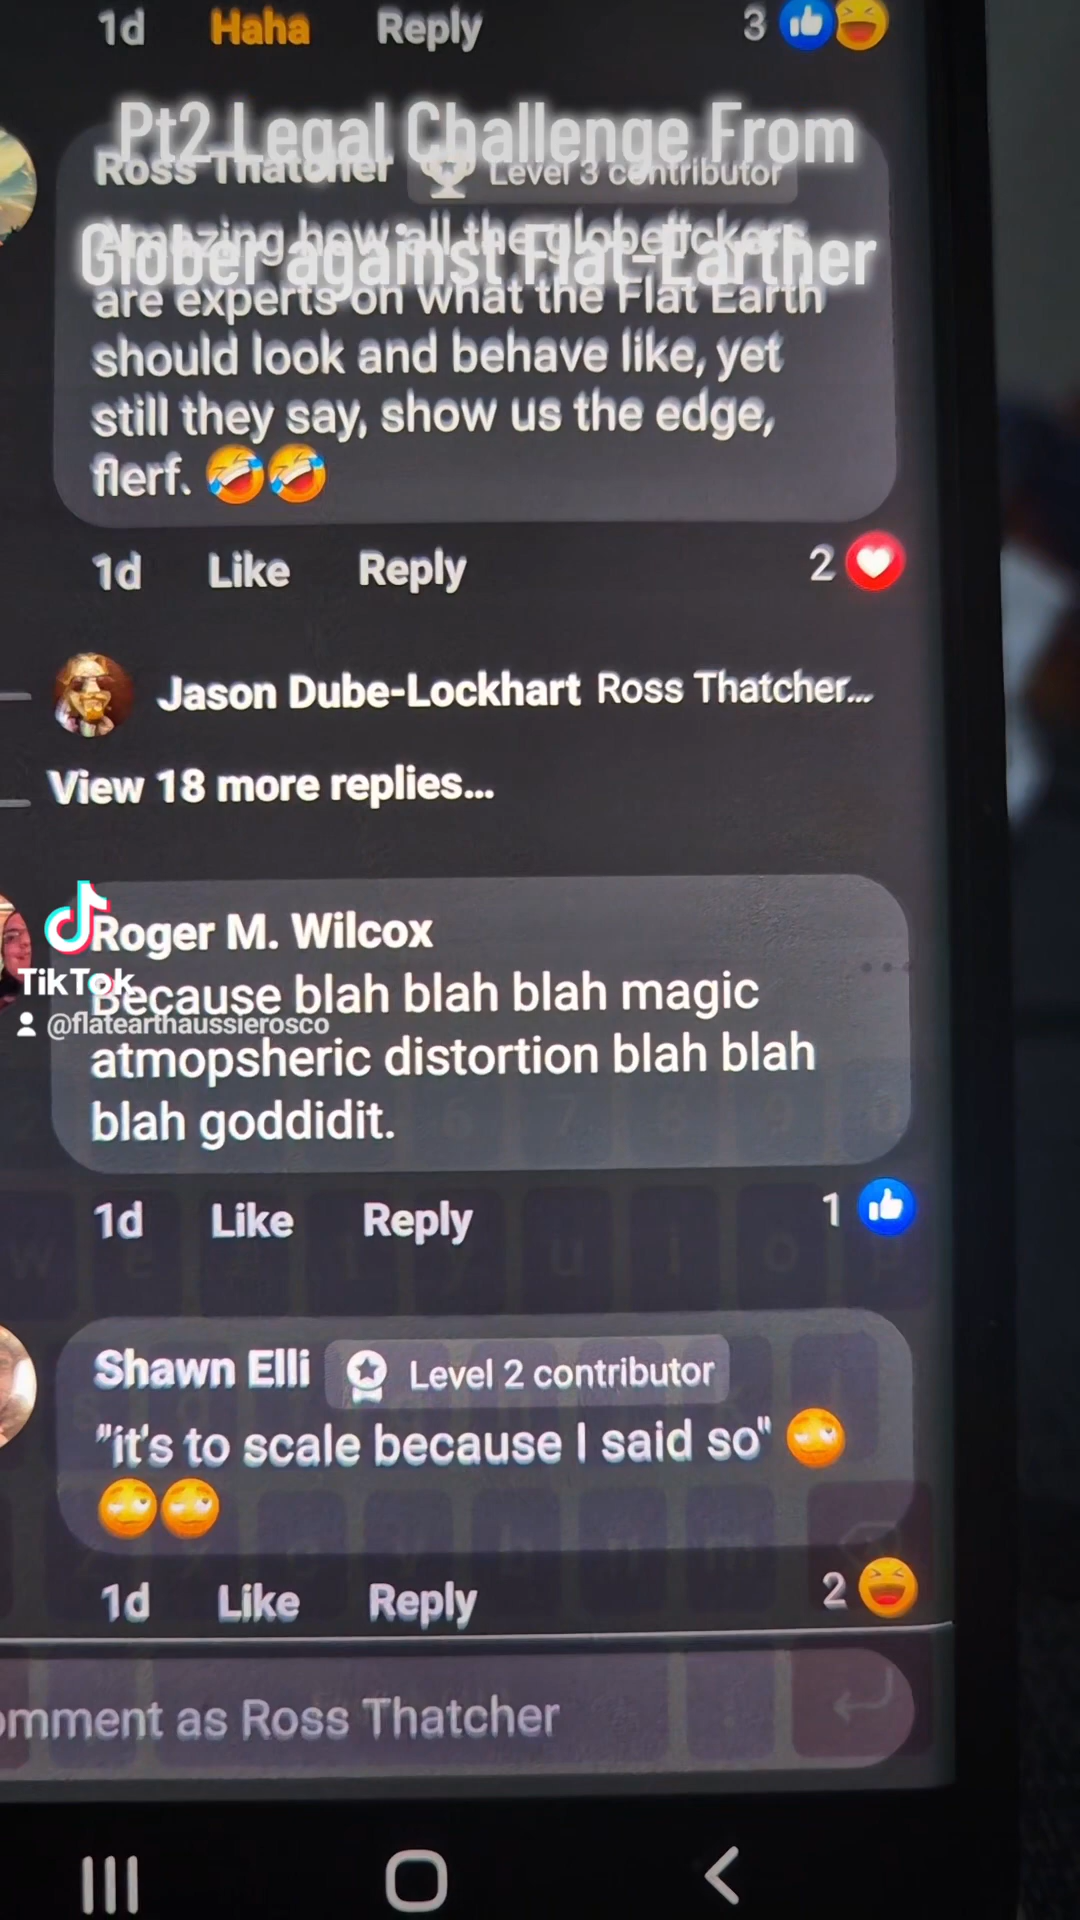 1d Haha Reply 3
Pt2 Legal Challenge From
Ross Thatcher Level 3 contributor
Glober against Flat-Earther
Amazing how all the
are experts on what the Flat Earth
should look and behave like, yet
still they say, show us the edge,
flerf. 🤣🤣
1d Like Reply 2
Jason Dube-Lockhart Ross Thatcher...
View 18 more replies...
Roger M. Wilcox
TikTok
Because blah blah blah magic
@flatearthaussierosco
atmopsheric distortion blah blah
blah goddidit.
1d Like Reply 1
Shawn Elli Level 2 contributor
"it's to scale because I said so" 🙄
🙄🙄
1d Like Reply 2
omment as Ross Thatcher